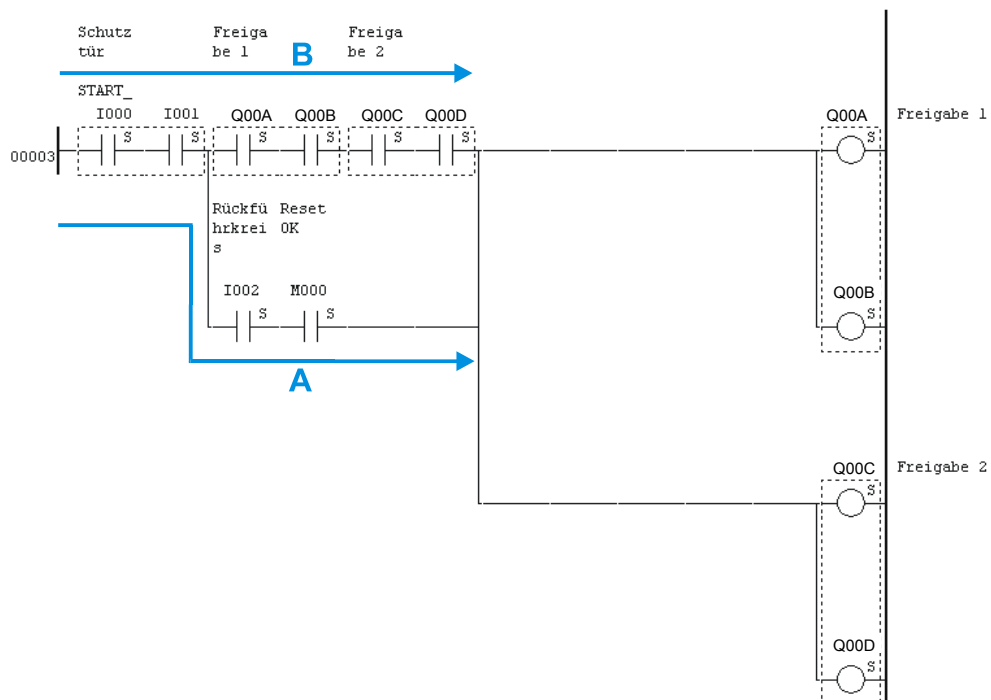 Schutz Freiga Freiga
tür be 1 B be 2
START_
I000 I001 Q00A Q00B Q00C Q00D Q00A Freigabe 1
S S S S S S S
00003
Rückfü Reset
hrkrei OK
s
I002 M000 Q00B
S S S
A
Q00C Freigabe 2
S
Q00D
S